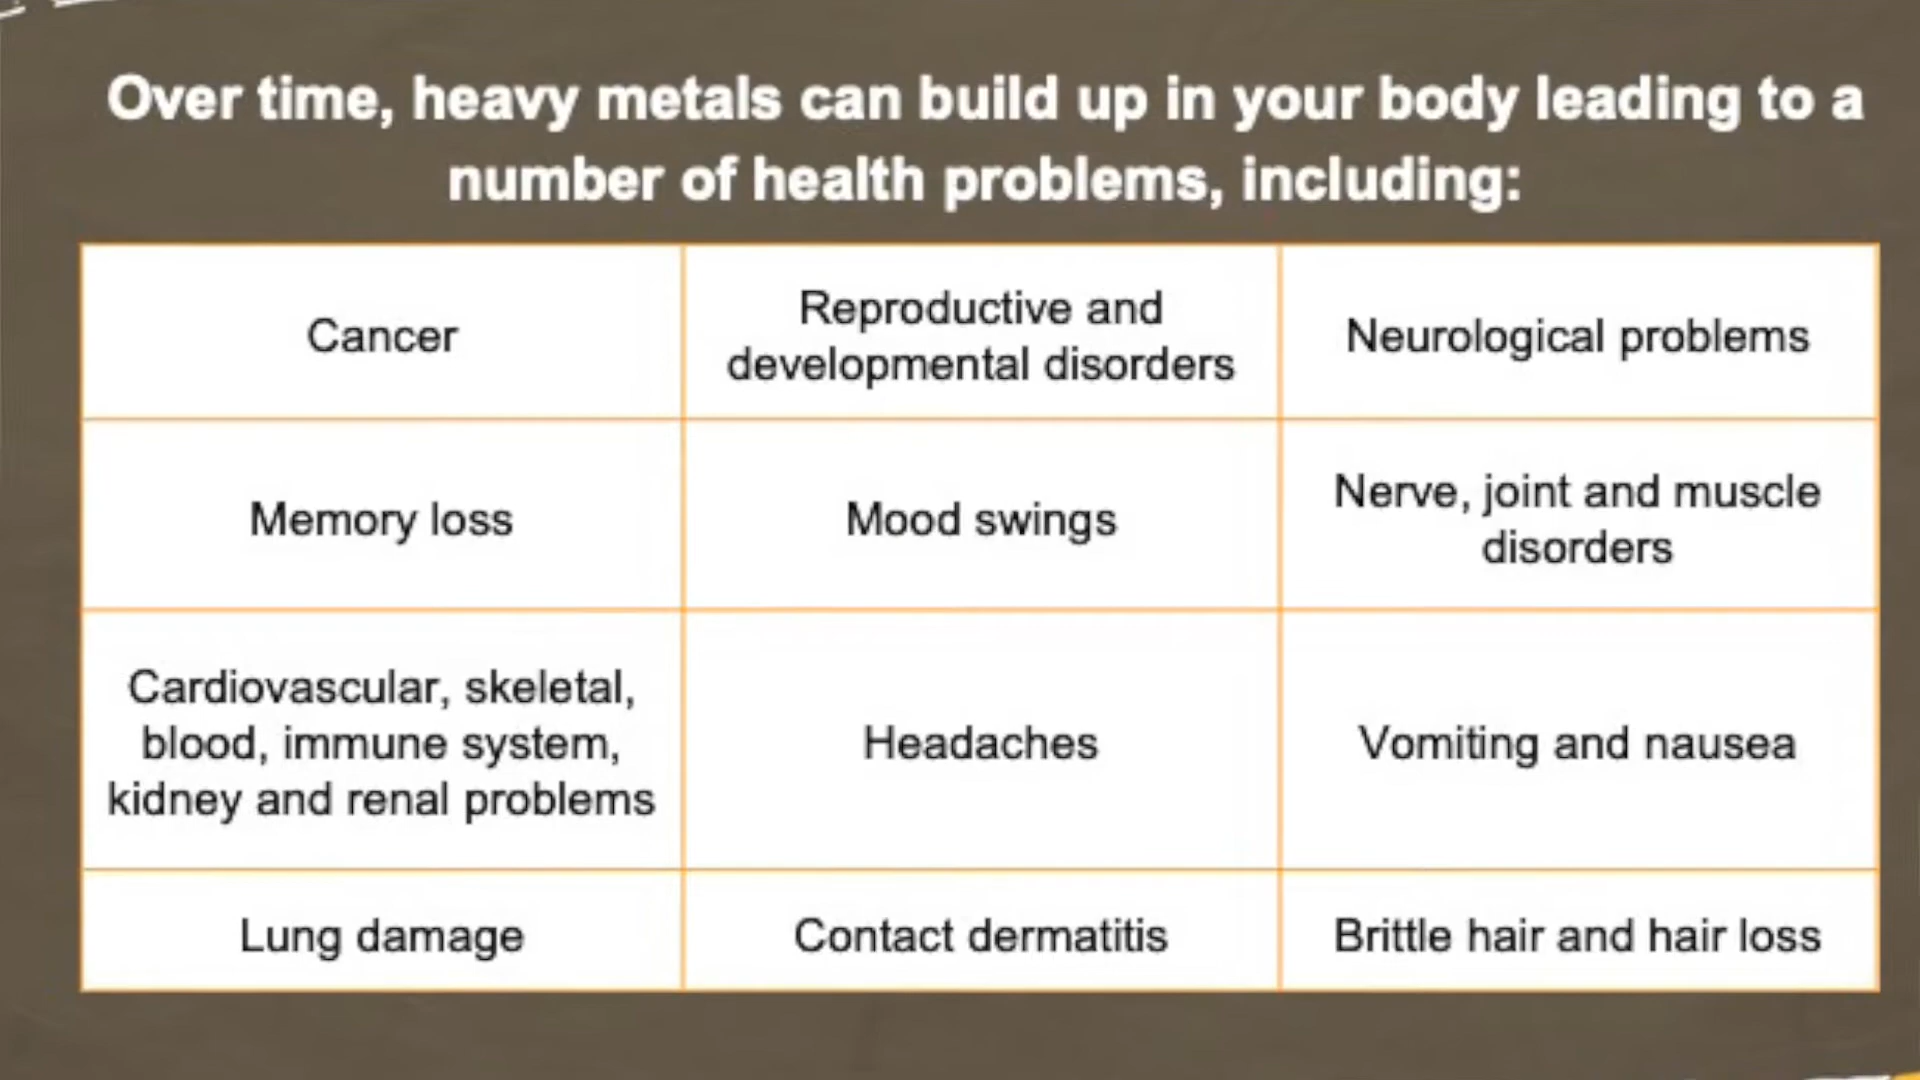 Over time, heavy metals can build up in your body leading to a
number of health problems, including:
Cancer
Reproductive and
developmental disorders
Neurological problems
Memory loss
Mood swings
Nerve, joint and muscle
disorders
Cardiovascular, skeletal,
blood, immune system,
kidney and renal problems
Headaches
Vomiting and nausea
Lung damage
Contact dermatitis
Brittle hair and hair loss